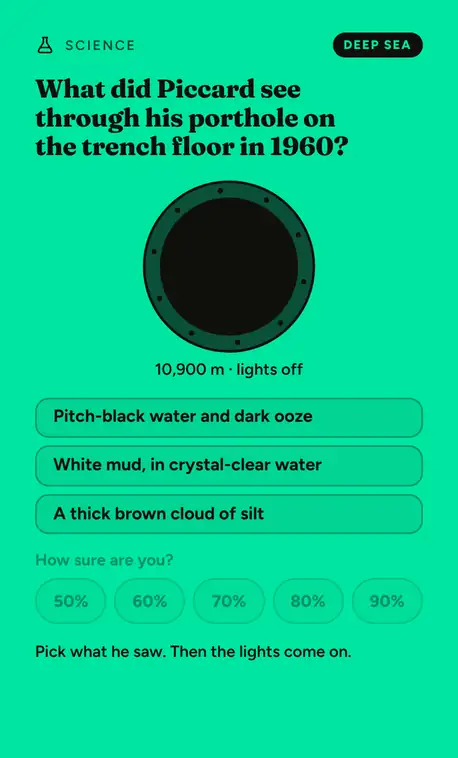 SCIENCE
DEEP SEA
What did Piccard see
through his porthole on
the trench floor in 1960?
10,900 m · lights off
Pitch-black water and dark ooze
White mud, in crystal-clear water
A thick brown cloud of silt
How sure are you?
50%
60%
70%
80%
90%
Pick what he saw. Then the lights come on.